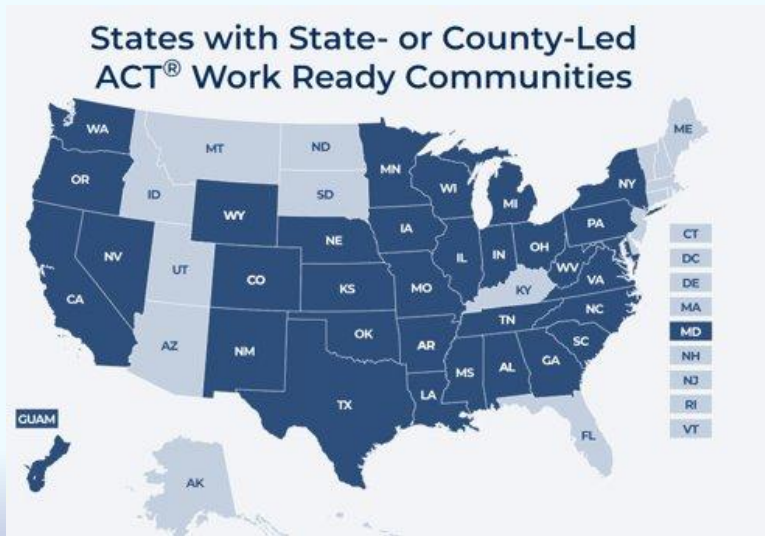 States with State- or County-Led
ACT® Work Ready Communities
WA
MT
ND
ME
OR
ID
SD
MN
WI
MI
NY
WY
IA
PA
NV
UT
NE
IL
IN
OH
CT
DC
CA
CO
KS
MO
WV
VA
DE
KY
MA
AZ
NM
OK
AR
TN
NC
MD
TX
LA
MS
AL
GA
SC
NH
NJ
RI
GUAM
FL
VT
AK